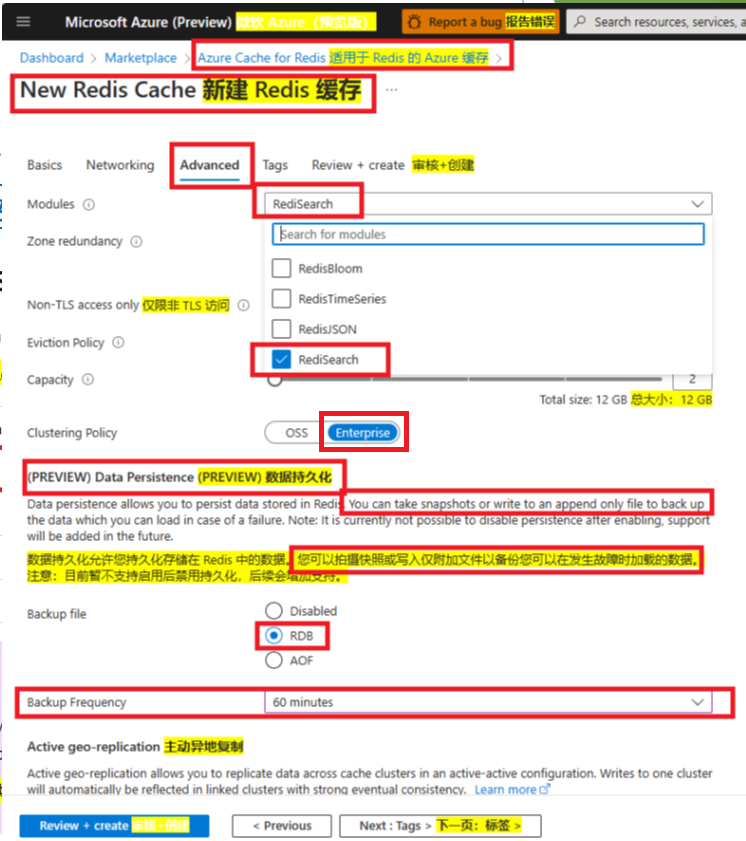 Microsoft Azure (Preview) 微软 Azure （预览版） Report a bug 报告错误 Search resources, services, a
Dashboard > Marketplace > Azure Cache for Redis 适用于 Redis 的 Azure 缓存 >
New Redis Cache 新建 Redis 缓存 ...
Basics Networking Advanced Tags Review + create 审核+创建
Modules RediSearch
Search for modules
Zone redundancy
RedisBloom
RedisTimeSeries
Non-TLS access only 仅限非 TLS 访问
RedisJSON
Eviction Policy
RediSearch
Capacity 2
Total size: 12 GB 总大小：12 GB
Clustering Policy OSS Enterprise
(PREVIEW) Data Persistence (PREVIEW) 数据持久化
Data persistence allows you to persist data stored in Redis. You can take snapshots or write to an append only file to back up
the data which you can load in case of a failure. Note: It is currently not possible to disable persistence after enabling, support
will be added in the future.
数据持久化允许您持久化存储在 Redis 中的数据。您可以拍摄快照或写入仅附加文件以备份您可以在发生故障时加载的数据。
注意：目前暂不支持启用后禁用持久化，后续会增加支持。
Backup file Disabled
RDB
AOF
Backup Frequency 60 minutes
Active geo-replication 主动异地复制
Active geo-replication allows you to replicate data across cache clusters in an active-active configuration. Writes to one cluster
will automatically be reflected in linked clusters with strong eventual consistency. Learn more
Review + create 审核+创建 < Previous Next : Tags > 下一页：标签 >